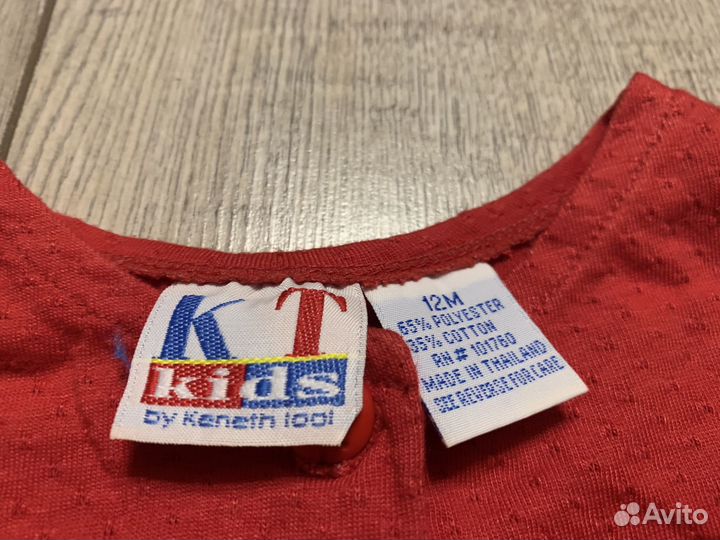 KT
kids
by Keneth Tool
12M
65% POLYESTER
35% COTTON
RN# 101760
MADE IN THAILAND
SEE REVERSE FOR CARE
Avito